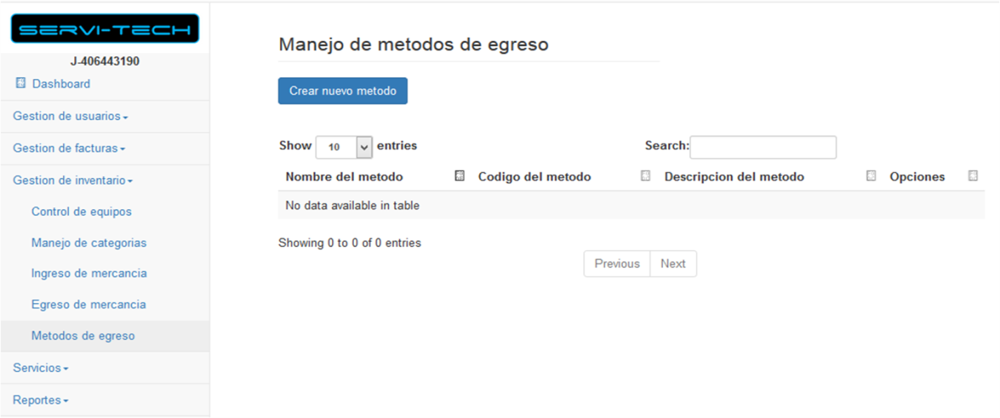 SERVI-TECH
J-406443190
Dashboard
Gestion de usuarios
Gestion de facturas
Gestion de inventario
Control de equipos
Manejo de categorias
Ingreso de mercancia
Egreso de mercancia
Metodos de egreso
Servicios
Reportes
Manejo de metodos de egreso
Crear nuevo metodo
Show 10 entries Search:
Nombre del metodo Codigo del metodo Descripcion del metodo Opciones
No data available in table
Showing 0 to 0 of 0 entries
Previous Next